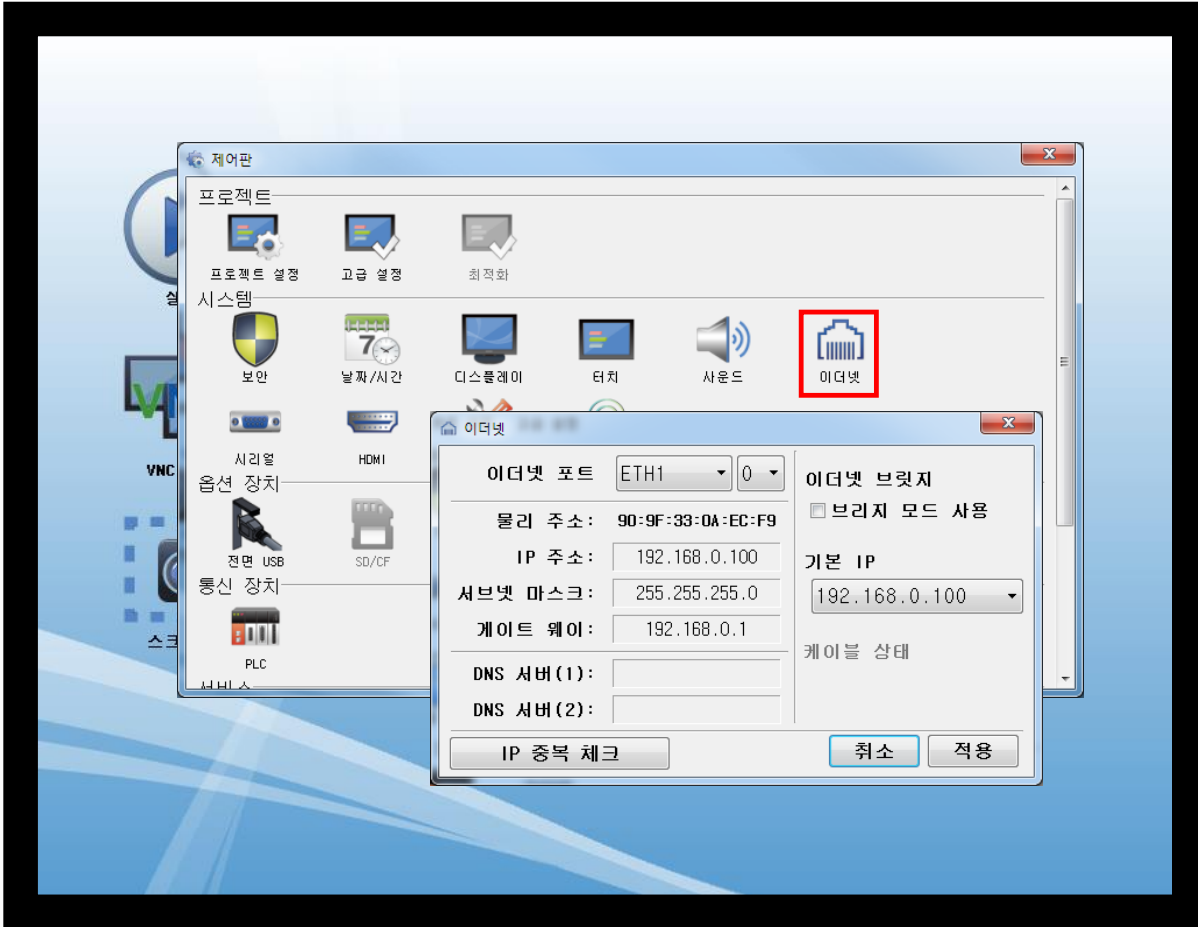 제어판
프로젝트
프로젝트 설정 고급 설정 최적화
시스템
보안 날짜/시간 디스플레이 터치 사운드 이더넷
7
시리얼 HDMI
VNC
옵션 장치
전면 USB SD/CF
통신 장치
PLC
이더넷
이더넷 포트 ETH1 0
물리 주소: 90:9F:33:0A:EC:F9
IP 주소: 192.168.0.100
서브넷 마스크: 255.255.255.0
게이트 웨이: 192.168.0.1
DNS 서버(1):
DNS 서버(2):
이더넷 브릿지
브리지 모드 사용
기본 IP
192.168.0.100
케이블 상태
IP 중복 체크 취소 적용